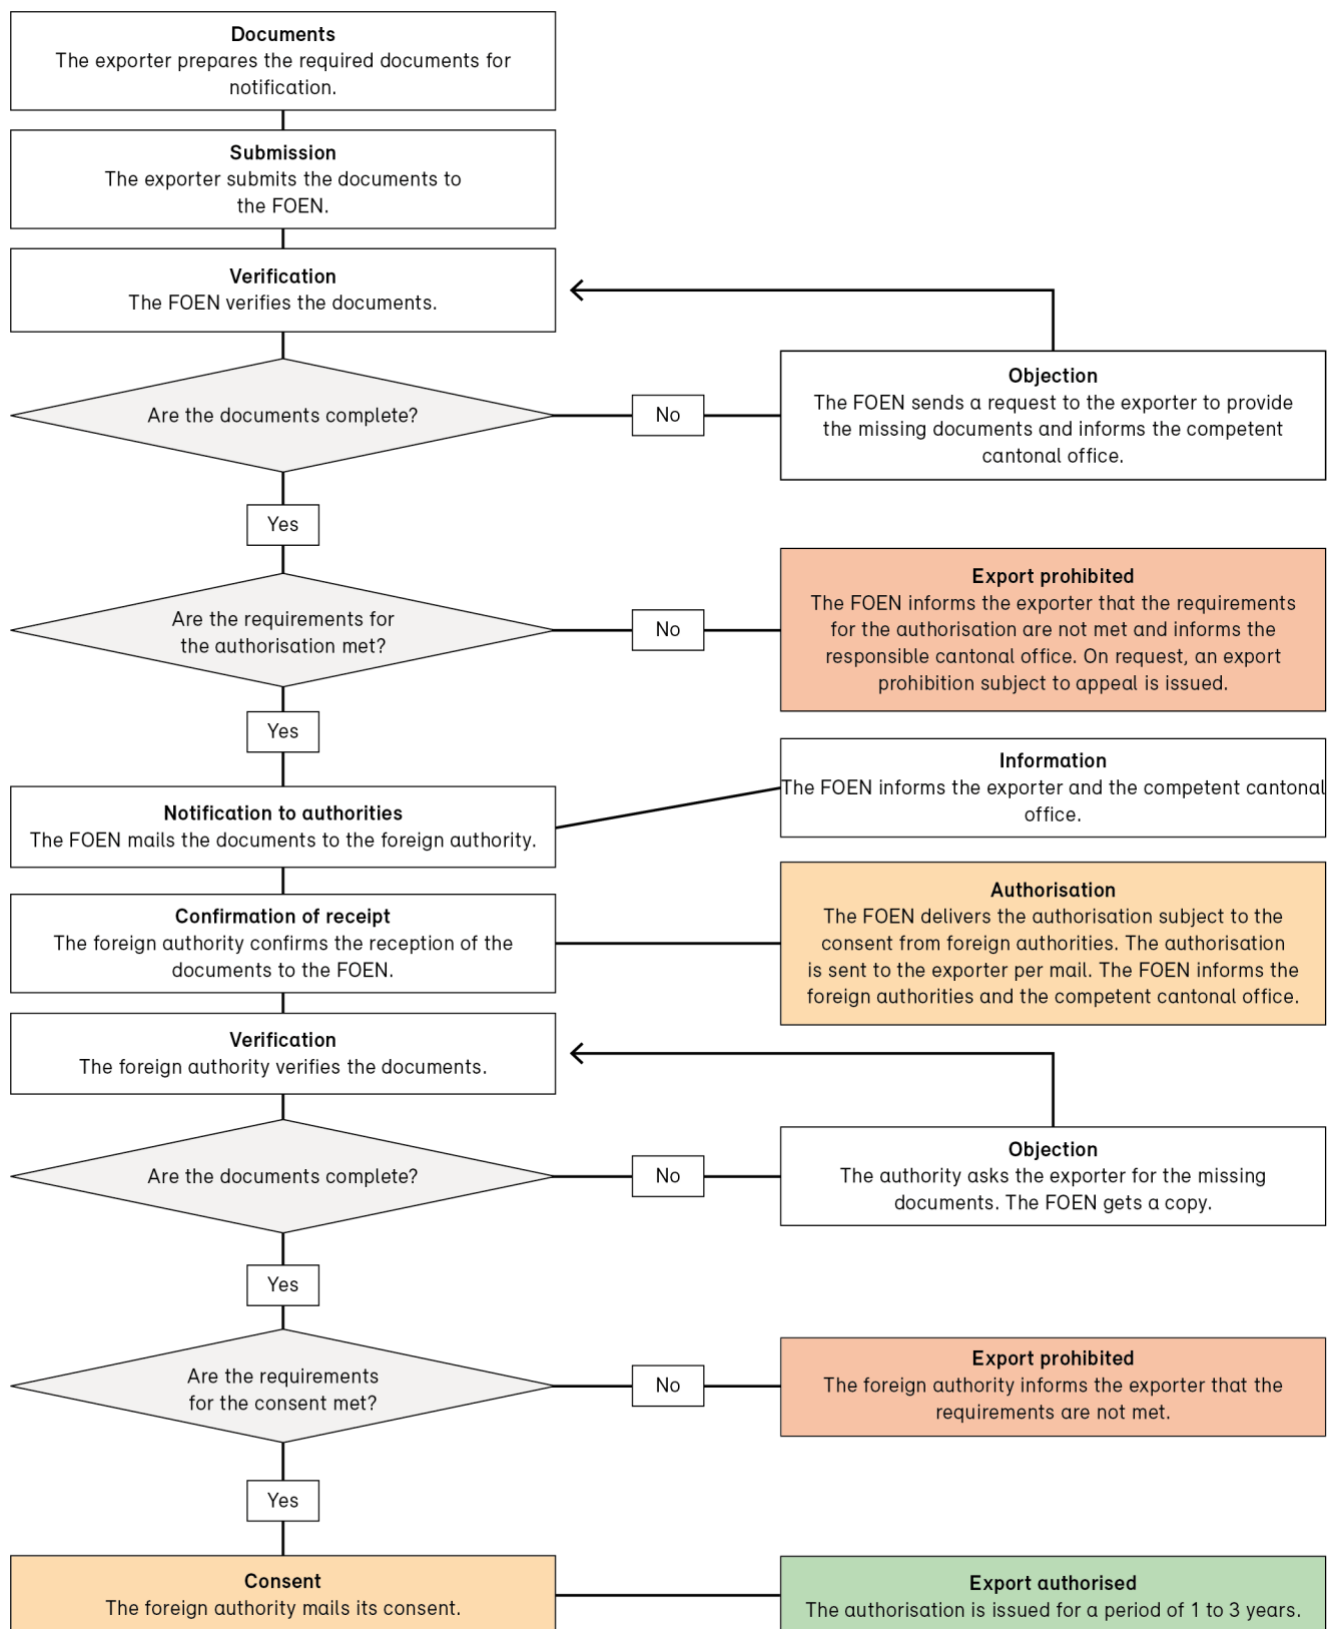 Documents
The exporter prepares the required documents for
notification.
Submission
The exporter submits the documents to
the FOEN.
Verification
The FOEN verifies the documents.
Are the documents complete?
No
Objection
The FOEN sends a request to the exporter to provide
the missing documents and informs the competent
cantonal office.
Yes
Are the requirements for
the authorisation met?
No
Export prohibited
The FOEN informs the exporter that the requirements
for the authorisation are not met and informs the
responsible cantonal office. On request, an export
prohibition subject to appeal is issued.
Yes
Notification to authorities
The FOEN mails the documents to the foreign authority.
Information
The FOEN informs the exporter and the competent cantonal
office.
Confirmation of receipt
The foreign authority confirms the reception of the
documents to the FOEN.
Authorisation
The FOEN delivers the authorisation subject to the
consent from foreign authorities. The authorisation
is sent to the exporter per mail. The FOEN informs the
foreign authorities and the competent cantonal office.
Verification
The foreign authority verifies the documents.
Are the documents complete?
No
Objection
The authority asks the exporter for the missing
documents. The FOEN gets a copy.
Yes
Are the requirements
for the consent met?
No
Export prohibited
The foreign authority informs the exporter that the
requirements are not met.
Yes
Consent
The foreign authority mails its consent.
Export authorised
The authorisation is issued for a period of 1 to 3 years.